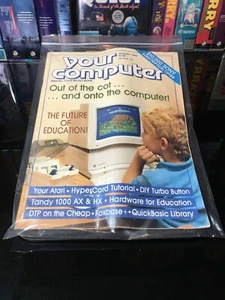 your
computer
Out of the cot ...
... and onto the computer!
THE FUTURE
OF
EDUCATION!
Your Atari • HyperCard Tutorial • DIY Turbo Button
Tandy 1000 AX & HX • Hardware for Education
DTP on the Cheap • Foxbase+ • QuickBasic Library